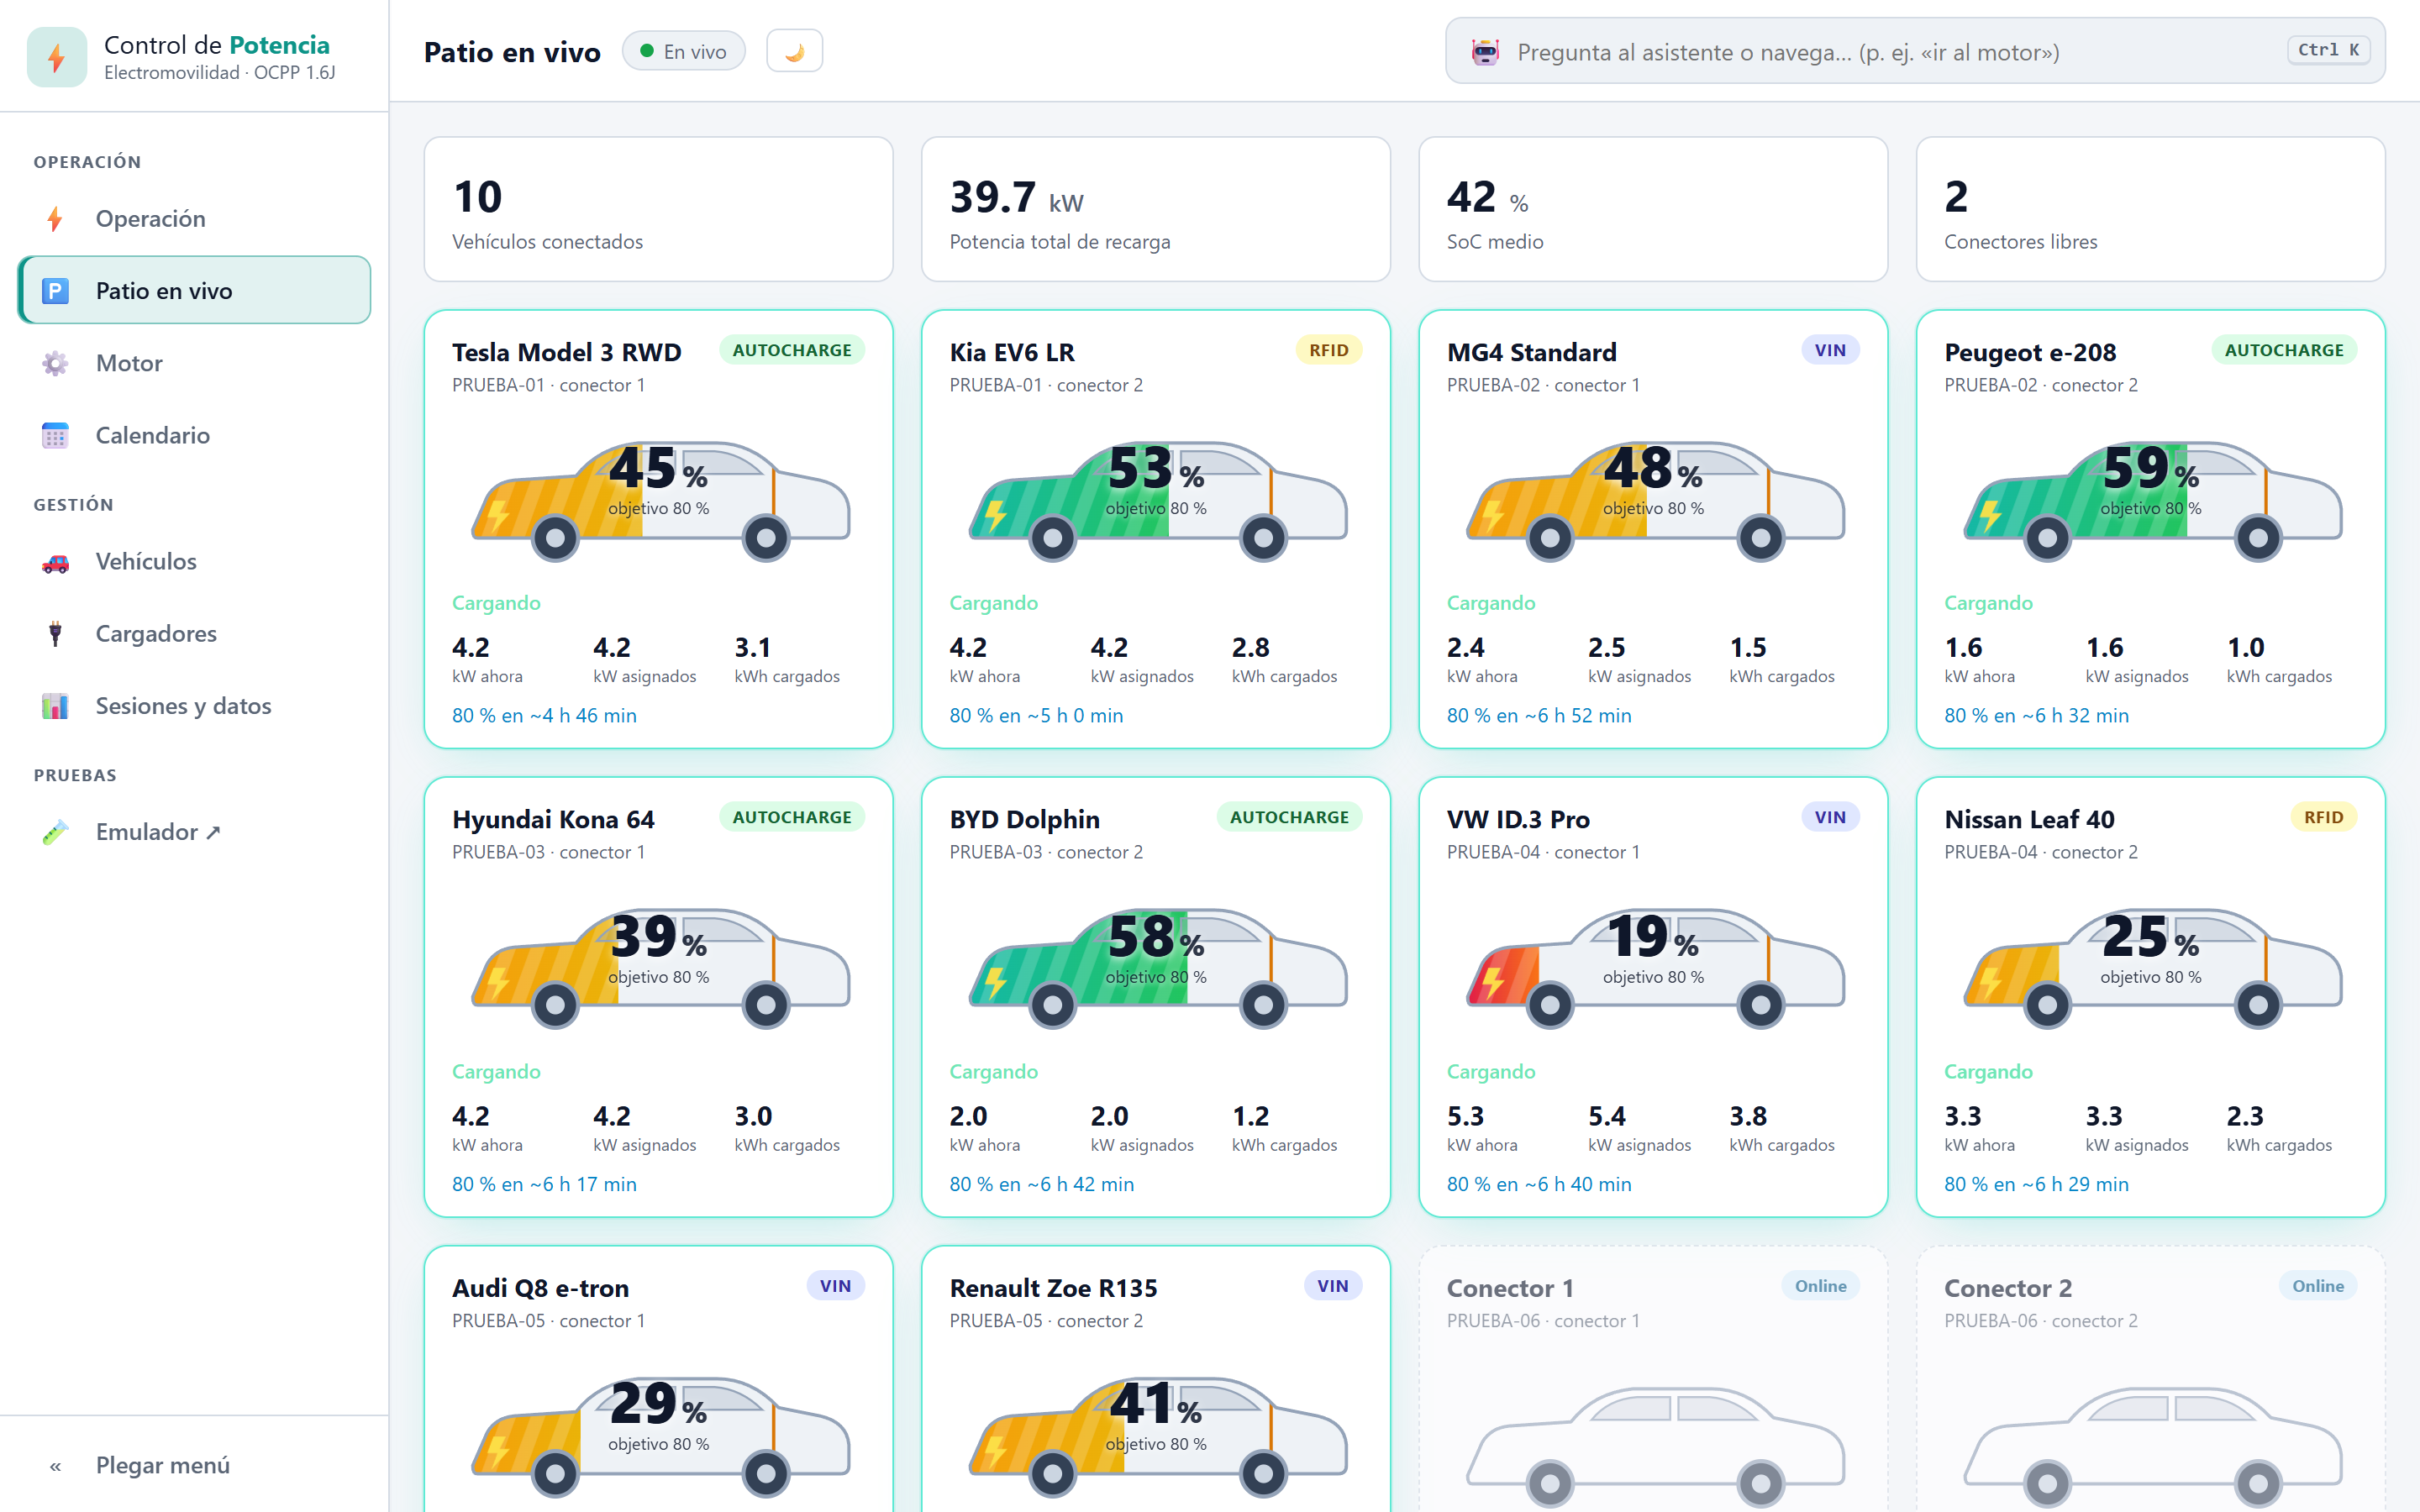 Control de Potencia
Electromovilidad · OCPP 1.6J
OPERACIÓN
Operación
P Patio en vivo
Motor
Calendario
GESTIÓN
Vehículos
Cargadores
Sesiones y datos
PRUEBAS
Emulador ↗
« Plegar menú
Patio en vivo
En vivo
Pregunta al asistente o navega… (p. ej. «ir al motor»)
Ctrl K
10
Vehículos conectados
39.7 kW
Potencia total de recarga
42 %
SoC medio
2
Conectores libres
Tesla Model 3 RWD AUTOCHARGE
PRUEBA-01 · conector 1
45%
objetivo 80 %
Cargando
4.2 4.2 3.1
kW ahora kW asignados kWh cargados
80 % en ~4 h 46 min
Kia EV6 LR RFID
PRUEBA-01 · conector 2
53%
objetivo 80 %
Cargando
4.2 4.2 2.8
kW ahora kW asignados kWh cargados
80 % en ~5 h 0 min
MG4 Standard VIN
PRUEBA-02 · conector 1
48%
objetivo 80 %
Cargando
2.4 2.5 1.5
kW ahora kW asignados kWh cargados
80 % en ~6 h 52 min
Peugeot e-208 AUTOCHARGE
PRUEBA-02 · conector 2
59%
objetivo 80 %
Cargando
1.6 1.6 1.0
kW ahora kW asignados kWh cargados
80 % en ~6 h 32 min
Hyundai Kona 64 AUTOCHARGE
PRUEBA-03 · conector 1
39%
objetivo 80 %
Cargando
4.2 4.2 3.0
kW ahora kW asignados kWh cargados
80 % en ~6 h 17 min
BYD Dolphin AUTOCHARGE
PRUEBA-03 · conector 2
58%
objetivo 80 %
Cargando
2.0 2.0 1.2
kW ahora kW asignados kWh cargados
80 % en ~6 h 42 min
VW ID.3 Pro VIN
PRUEBA-04 · conector 1
19%
objetivo 80 %
Cargando
5.3 5.4 3.8
kW ahora kW asignados kWh cargados
80 % en ~6 h 40 min
Nissan Leaf 40 RFID
PRUEBA-04 · conector 2
25%
objetivo 80 %
Cargando
3.3 3.3 2.3
kW ahora kW asignados kWh cargados
80 % en ~6 h 29 min
Audi Q8 e-tron VIN
PRUEBA-05 · conector 1
29%
objetivo 80 %
Renault Zoe R135 VIN
PRUEBA-05 · conector 2
41%
objetivo 80 %
Conector 1 Online
PRUEBA-06 · conector 1
Conector 2 Online
PRUEBA-06 · conector 2